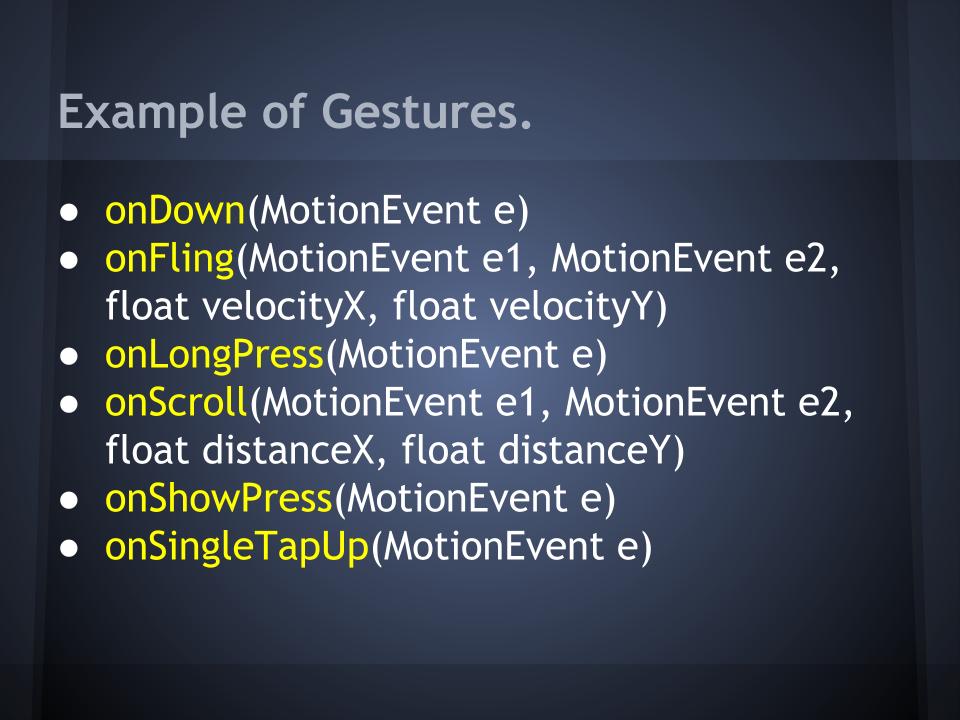 Example of Gestures.
● onDown(MotionEvent e)
● onFling(MotionEvent e1, MotionEvent e2,
float velocityX, float velocityY)
● onLongPress(MotionEvent e)
● onScroll(MotionEvent e1, MotionEvent e2,
float distanceX, float distanceY)
● onShowPress(MotionEvent e)
● onSingleTapUp(MotionEvent e)